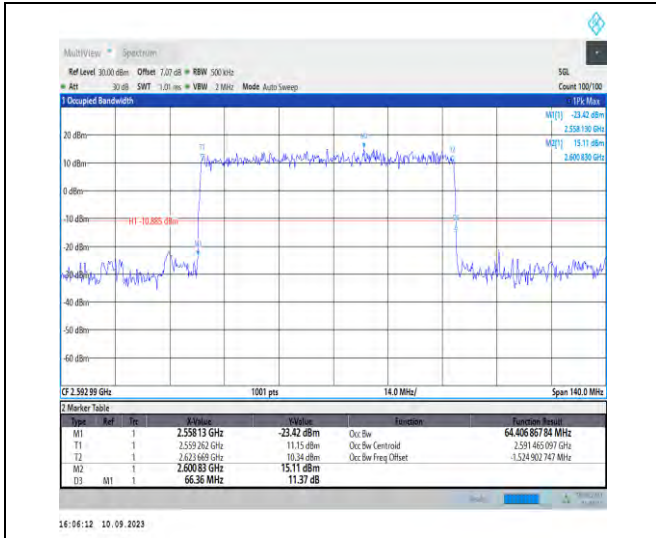 MultiView Spectrum
Ref Level 30.00 dBm Offset 7.07 dB RBW 500 kHz SGL
Att 30 dB SWT 1.01 ms VBW 2 MHz Mode Auto Sweep Count 100/100
1 Occupied Bandwidth 1Pk Max
M1[1] -23.42 dBm
2.558 130 GHz
M2[1] 15.11 dBm
2.600 830 GHz
20 dBm
10 dBm
0 dBm
-10 dBm
H1 -10.885 dBm
-20 dBm
-30 dBm
-40 dBm
-50 dBm
-60 dBm
CF 2.592 99 GHz 1001 pts 14.0 MHz/ Span 140.0 MHz
2 Marker Table
Type Ref Trc X-Value Y-Value Function Function Result
M1 1 2.558 13 GHz -23.42 dBm Occ Bw 64.406 867 84 MHz
T1 1 2.559 262 GHz 11.15 dBm Occ Bw Centroid 2.591 465 097 GHz
T2 1 2.623 669 GHz 10.34 dBm Occ Bw Freq Offset -1.524 902 747 MHz
M2 1 2.600 83 GHz 15.11 dBm
D3 M1 1 66.36 MHz 11.37 dB
16:06:12 10.09.2023